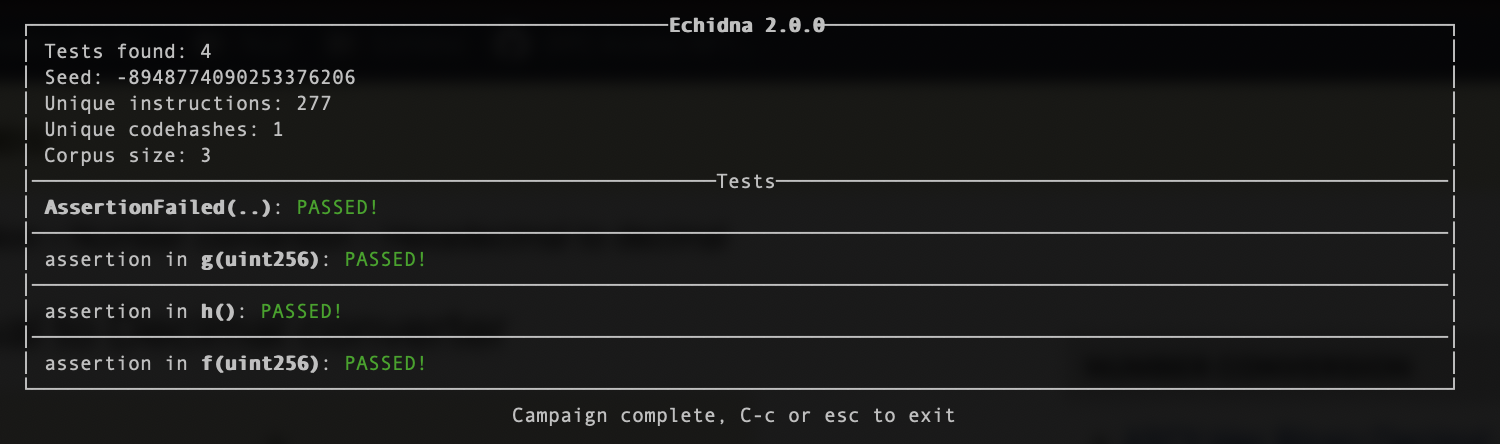 Echidna 2.0.0
Tests found: 4
Seed: -8948774090253376206
Unique instructions: 277
Unique codehashes: 1
Corpus size: 3
Tests
AssertionFailed(..): PASSED!
assertion in g(uint256): PASSED!
assertion in h(): PASSED!
assertion in f(uint256): PASSED!
Campaign complete, C-c or esc to exit